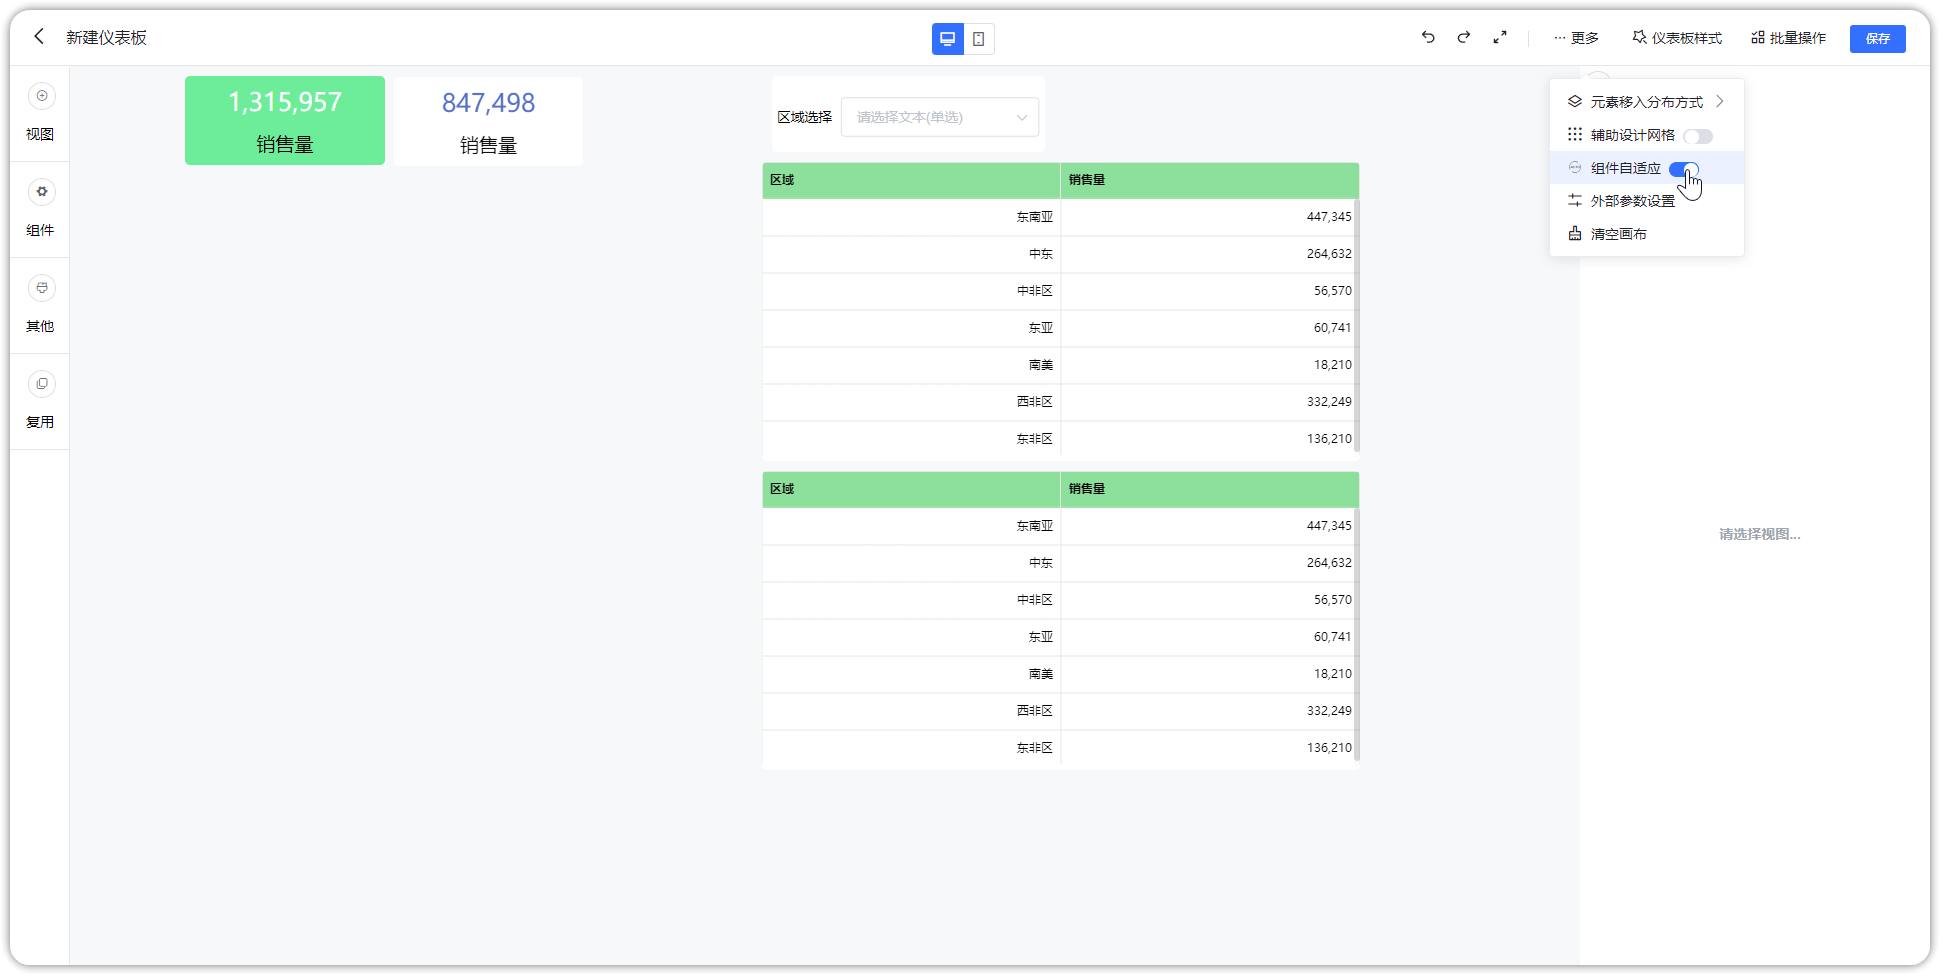 新建仪表板
··· 更多
仪表板样式
批量操作
保存
视图
组件
其他
复用
1,315,957
销售量
847,498
销售量
区域选择
请选择文本(单选)
区域 销售量
东南亚 447,345
中东 264,632
中非区 56,570
东亚 60,741
南美 18,210
西非区 332,249
东非区 136,210
区域 销售量
东南亚 447,345
中东 264,632
中非区 56,570
东亚 60,741
南美 18,210
西非区 332,249
东非区 136,210
元素移入分布方式
辅助设计网格
组件自适应
外部参数设置
清空画布
请选择视图...